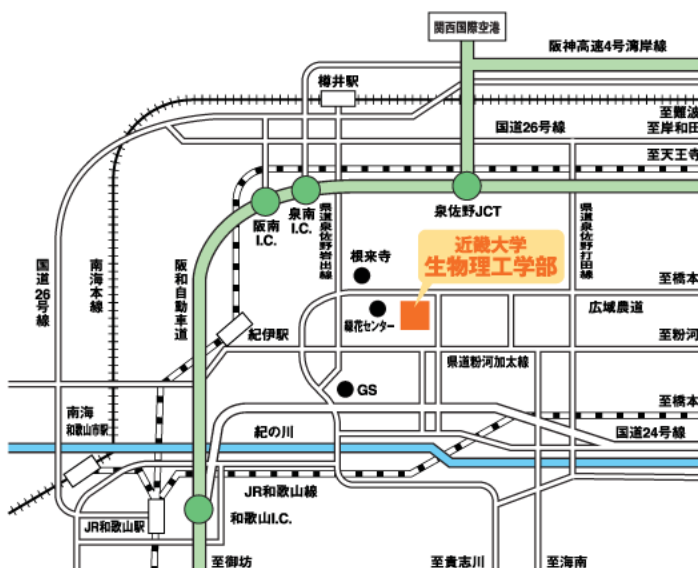 関西国際空港
阪神高速4号湾岸線
樽井駅
至難波
国道26号線
至岸和田
至天王寺
阪南
I.C.
泉南
I.C.
県道泉佐野岩出線
泉佐野JCT
県道泉佐野打田線
近畿大学
生物理工学部
根来寺
国道26号線
南海本線
阪和自動車道
至橋本
広域農道
緑花センター
紀伊駅
至粉河
県道粉河加太線
GS
至橋本
南海
和歌山市駅
紀の川
国道24号線
JR和歌山線
JR和歌山駅
和歌山I.C.
至御坊
至貴志川
至海南